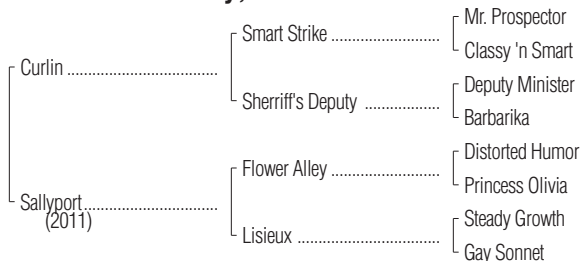 Mr. Prospector
Smart Strike ........................
Classy 'n Smart
Curlin ..................................
Deputy Minister
Sherriff's Deputy ................
Barbarika
Distorted Humor
Flower Alley ........................
Princess Olivia
Sallyport..............................
(2011)
Steady Growth
Lisieux ................................
Gay Sonnet